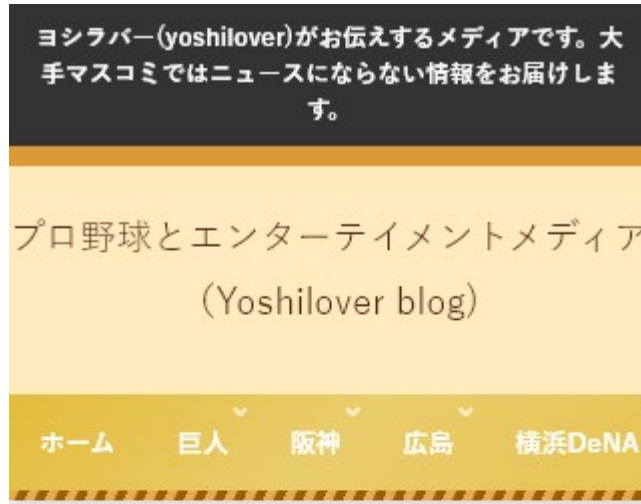 ヨシラバー(yoshilover)がお伝えするメディアです。大
手マスコミではニュースにならない情報をお届けしま
す。
プロ野球とエンターテイメントメディア
(Yoshilover blog)
ホーム 巨人 阪神 広島 横浜DeNA